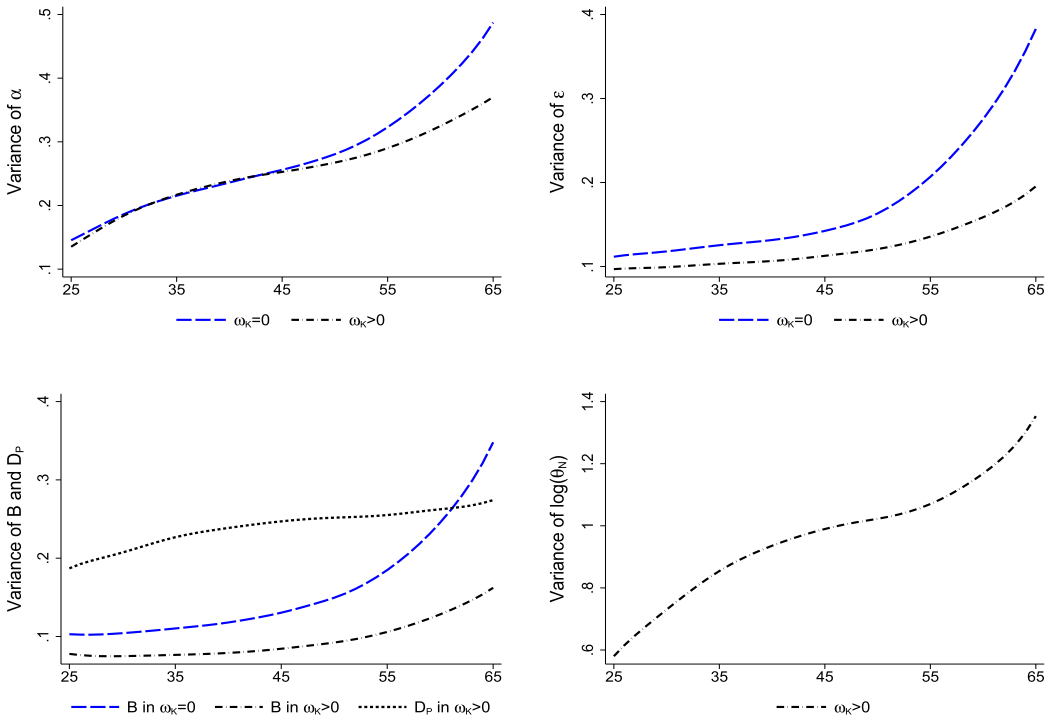 Variance of α
.5
.4
.3
.2
.1
25 35 45 55 65
ωK=0 ωK>0
Variance of ε
.4
.3
.2
.1
25 35 45 55 65
ωK=0 ωK>0
Variance of B and DP
.4
.3
.2
.1
25 35 45 55 65
B in ωK=0 B in ωK>0 DP in ωK>0
Variance of log(θN)
1.4
1.2
1
.8
.6
25 35 45 55 65
ωK>0